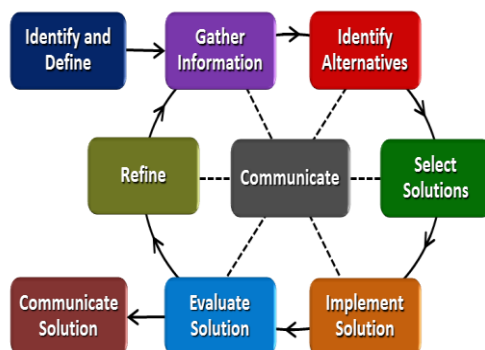 Identify and
Define
Gather
Information
Identify
Alternatives
Refine
Communicate
Select
Solutions
Communicate
Solution
Evaluate
Solution
Implement
Solution